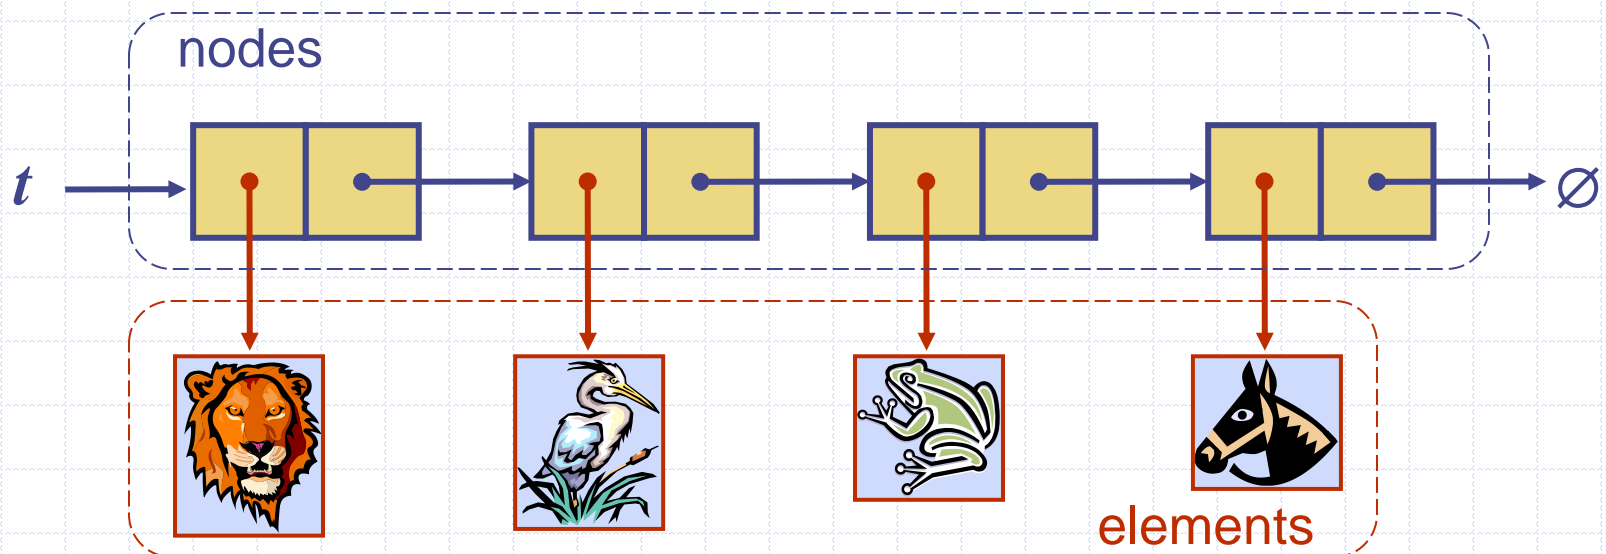 nodes
t
∅
elements